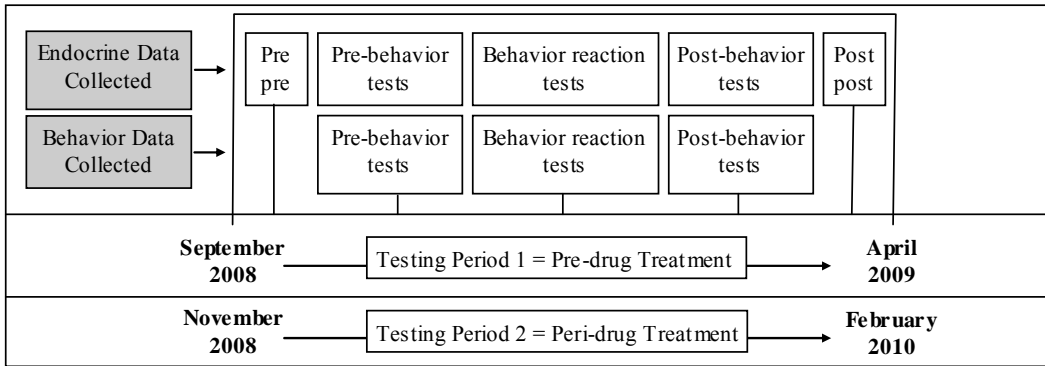 Endocrine Data
Collected
Pre
pre
Pre-behavior
tests
Behavior reaction
tests
Post-behavior
tests
Post
post
Behavior Data
Collected
Pre-behavior
tests
Behavior reaction
tests
Post-behavior
tests
September
2008
Testing Period 1 = Pre-drug Treatment
April
2009
November
2008
Testing Period 2 = Peri-drug Treatment
February
2010